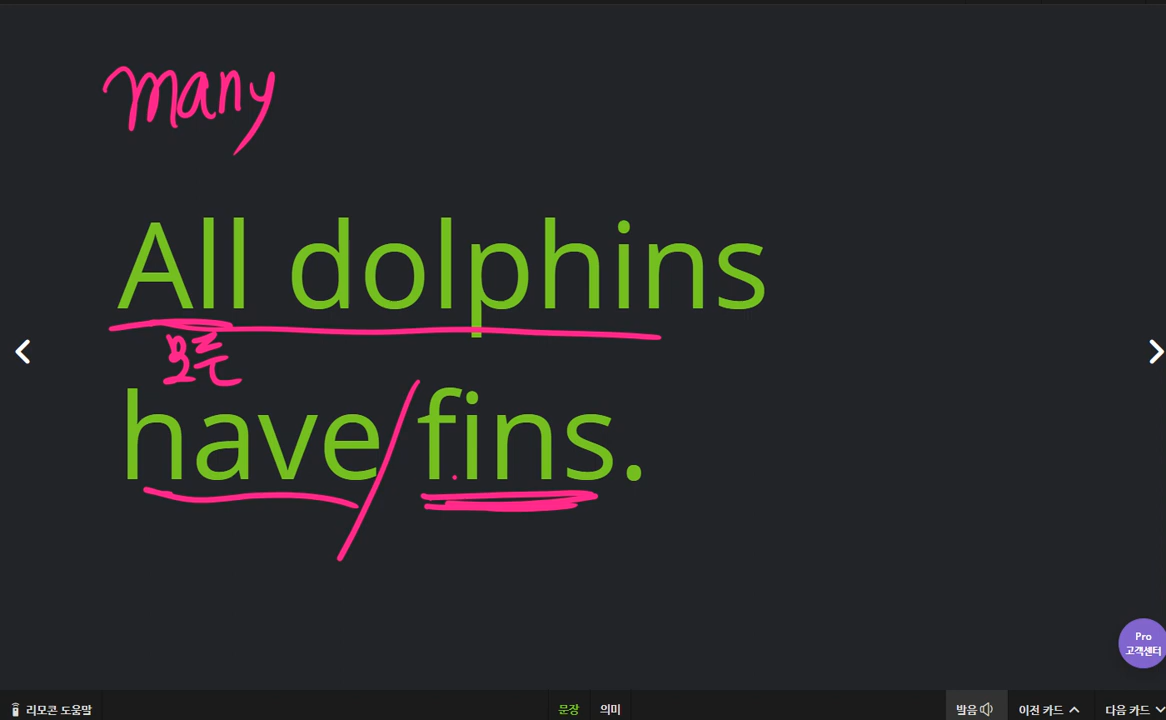 many
All dolphins
모든
have/fins.
Pro
고객센터
리모콘 도움말
문장
의미
발음
이전 카드
다음 카드